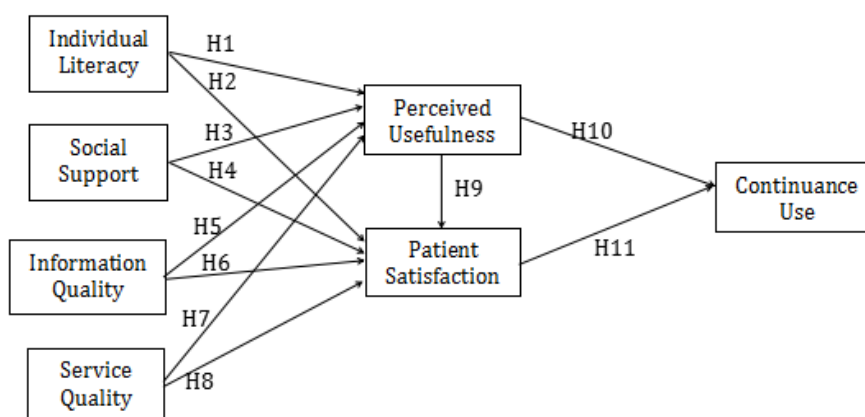 Individual
Literacy
H1
H2
Social
Support
H3
H4
Information
Quality
H5
H6
Service
Quality
H7
H8
Perceived
Usefulness
H9
Patient
Satisfaction
H10
H11
Continuance
Use